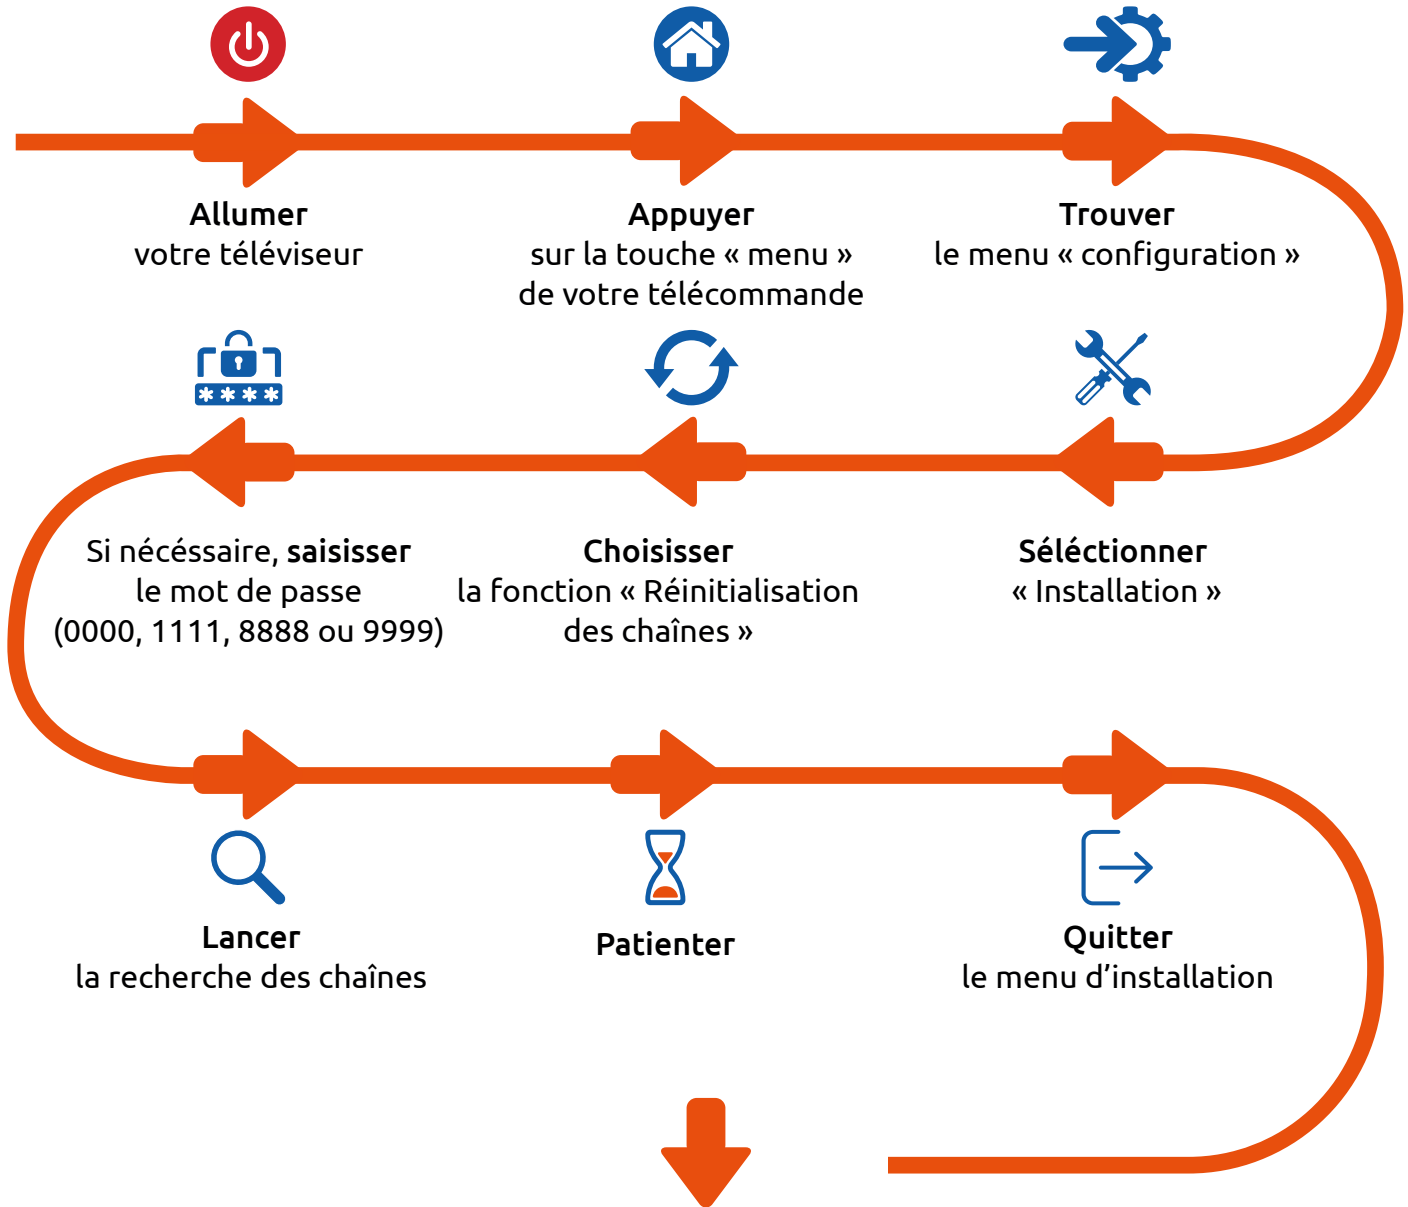 Allumer
votre téléviseur
Appuyer
sur la touche « menu »
de votre télécommande
Trouver
le menu « configuration »
Séléctionner
« Installation »
Choisisser
la fonction « Réinitialisation
des chaînes »
Si nécéssaire, saisisser
le mot de passe
(0000, 1111, 8888 ou 9999)
Lancer
la recherche des chaînes
Patienter
Quitter
le menu d’installation